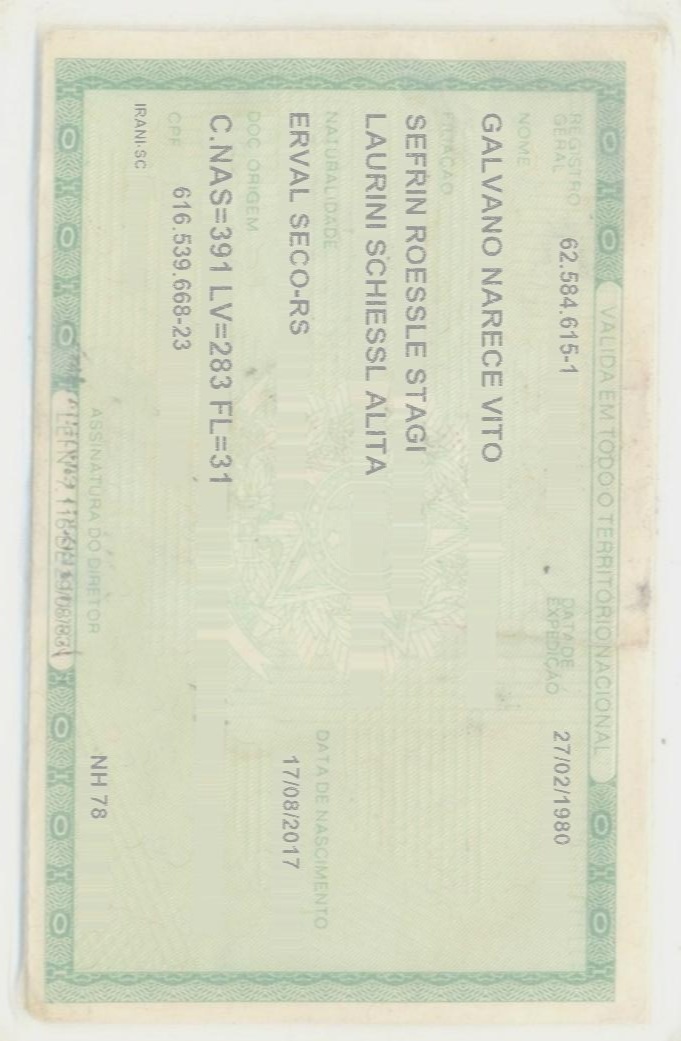 VALIDA EM TODO O TERRITÓRIO NACIONAL
REGISTRO GERAL 62.584.615-1 DATA DE EXPEDIÇÃO 27/02/1980
NOME
GALVANO NARECE VITO
FILIAÇÃO
SEFRIN ROESSLE STAGI
LAURINI SCHIESSL ALITA
NATURALIDADE DATA DE NASCIMENTO
ERVAL SECO-RS 17/08/2017
DOC ORIGEM
C.NAS=391 LV=283 FL=31
CPF 616.539.668-23
IRANI-SC
ASSINATURA DO DIRETOR NH 78
LEI Nº 7.116 DE 29/08/83